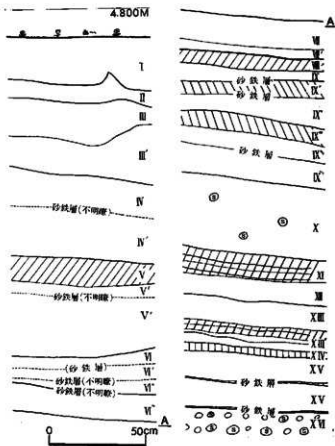 4.800M
I
II
III
III'
IV
砂鉄層(不明瞭)
IV'
V
V'
砂鉄層(不明瞭)
V"
VI
(砂鉄層)
VI'
砂鉄層(不明瞭)
砂鉄層(不明瞭)
VI"
A
0 50cm
A
VII
VIII
IX
砂鉄層
IX'
砂鉄層
IX"
砂鉄層
X
XI
XII
XIII
XIII'
XIV
XV
砂鉄層
XV
砂鉄層
XVI